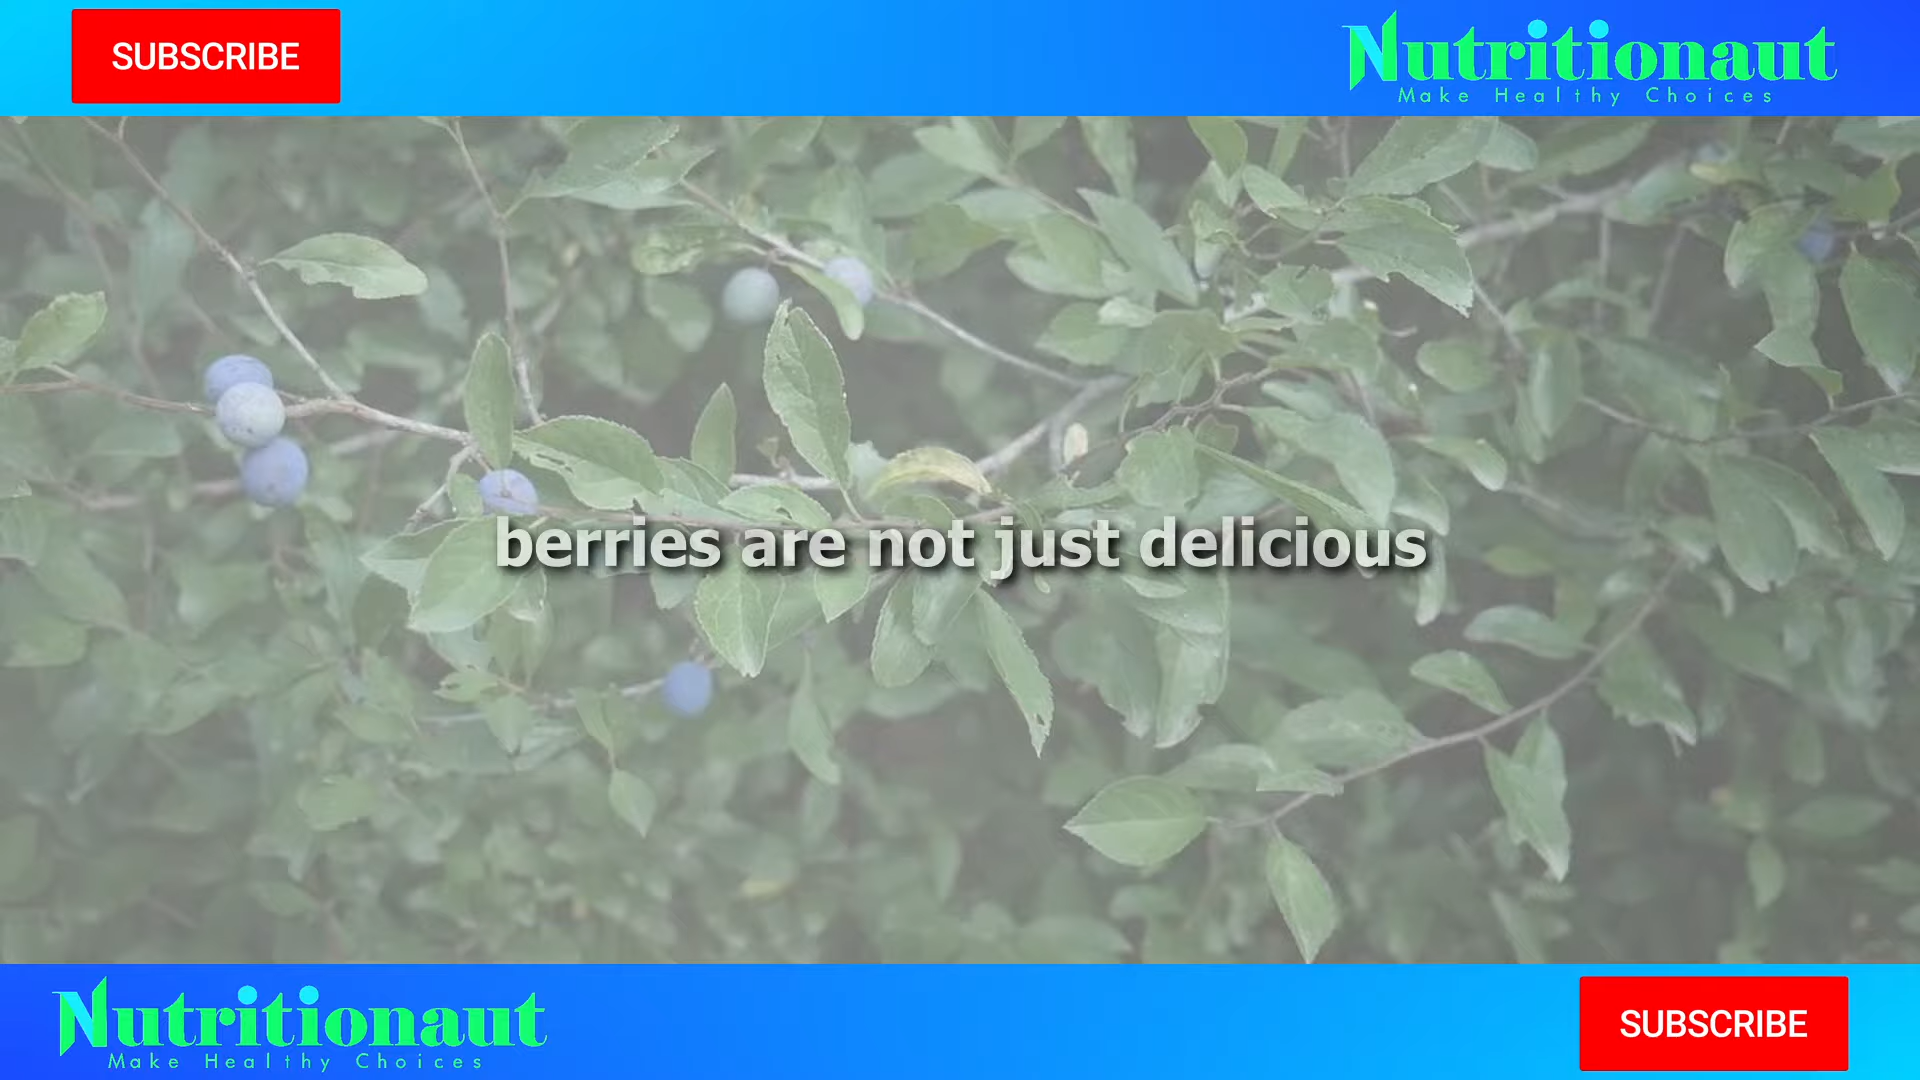 SUBSCRIBE
Nutritionaut
Make Healthy Choices
berries are not just delicious
Nutritionaut
Make Healthy Choices
SUBSCRIBE